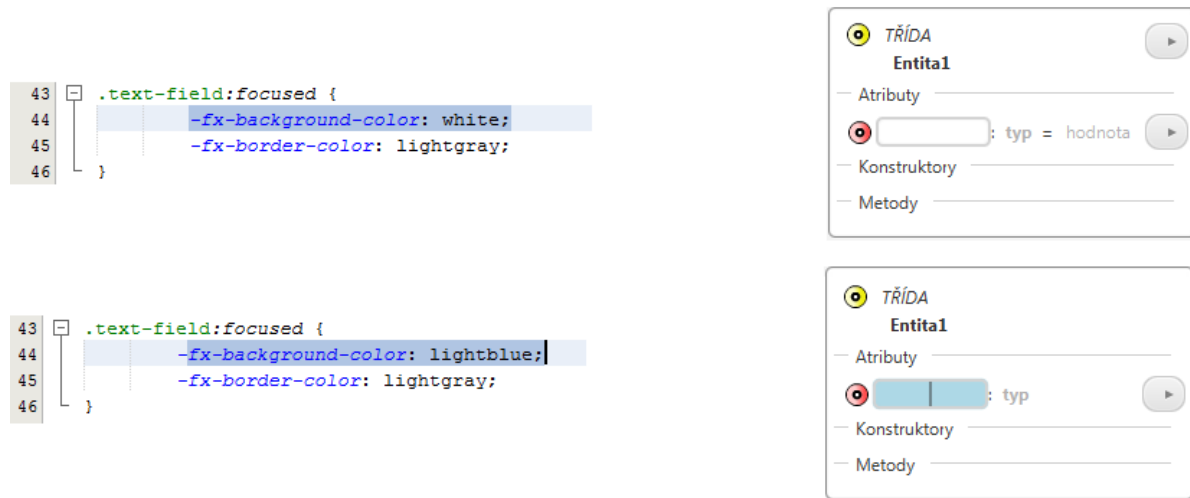 TŘÍDA
Entita1
Atributy
: typ = hodnota
Konstruktory
Metody
43 .text-field:focused {
44 -fx-background-color: white;
45 -fx-border-color: lightgray;
46 }
TŘÍDA
Entita1
Atributy
: typ
Konstruktory
Metody
43 .text-field:focused {
44 -fx-background-color: lightblue;
45 -fx-border-color: lightgray;
46 }